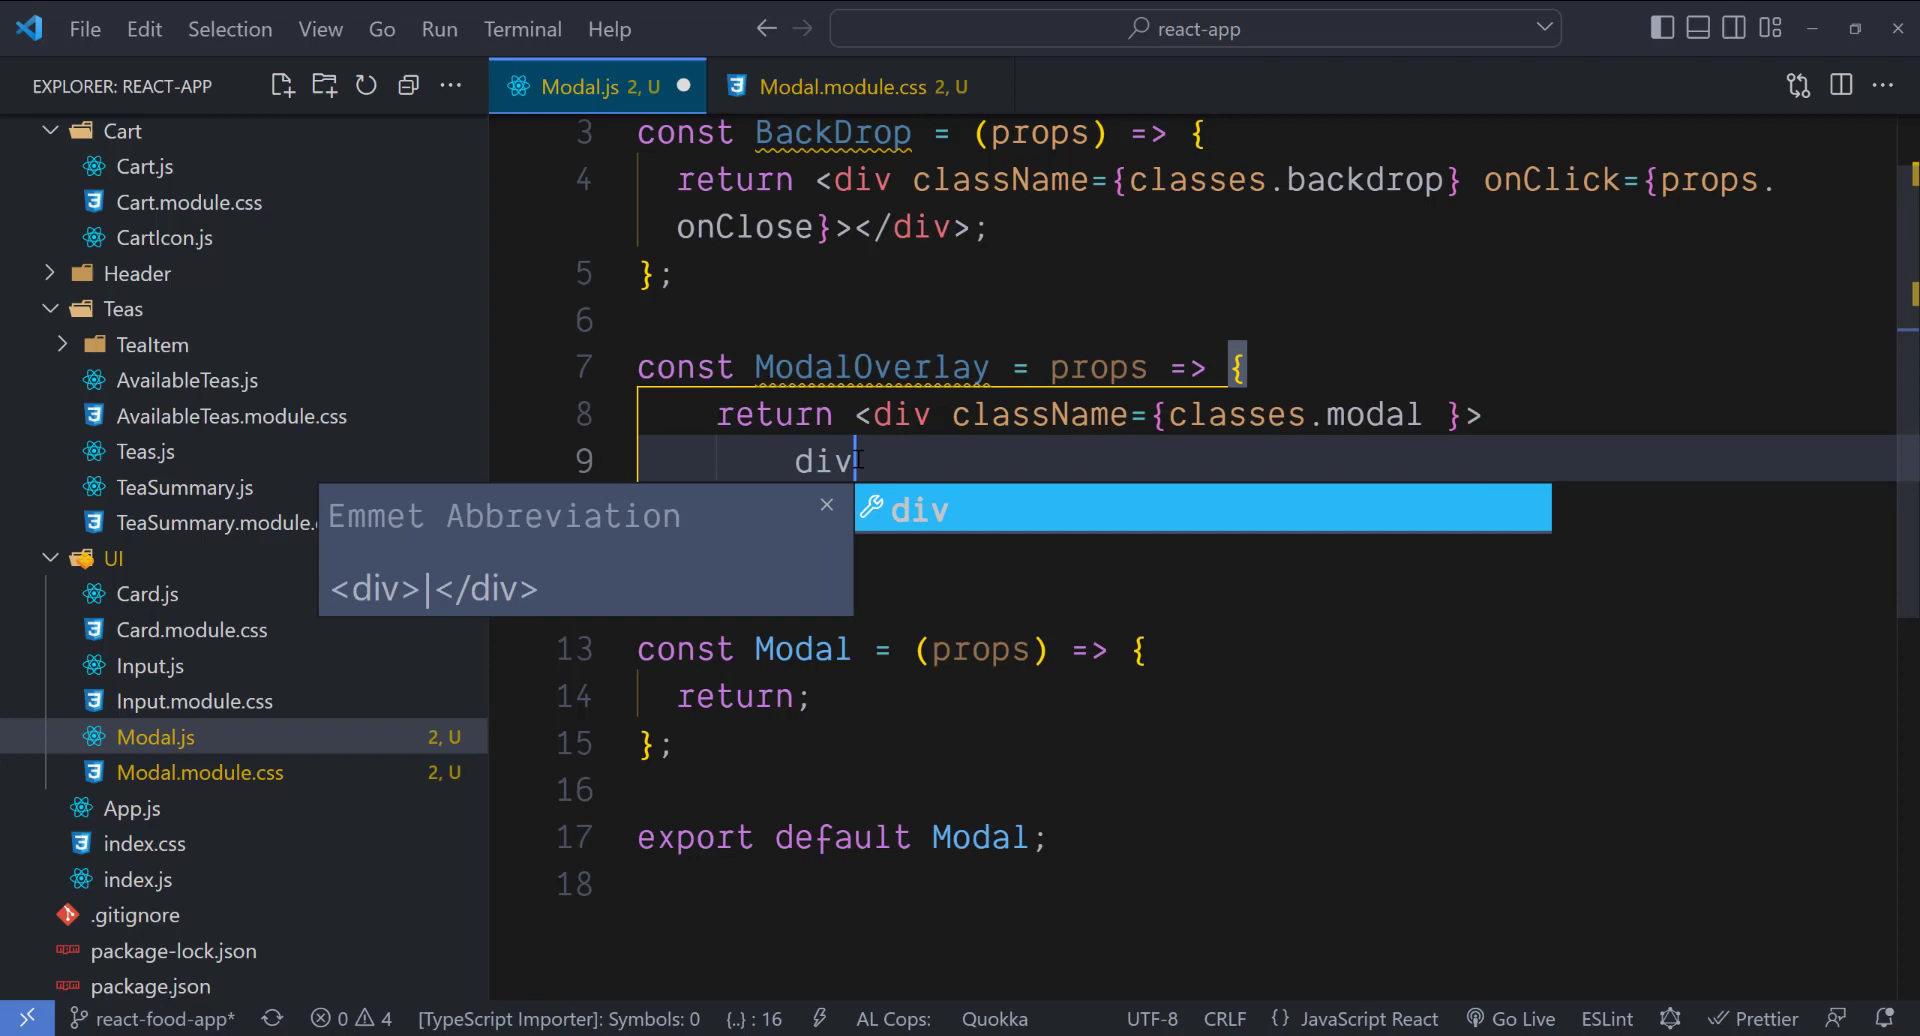 File Edit Selection View Go Run Terminal Help
react-app
EXPLORER: REACT-APP
Modal.js 2, U
Modal.module.css 2, U
Cart
Cart.js
Cart.module.css
CartIcon.js
Header
Teas
TeaItem
AvailableTeas.js
AvailableTeas.module.css
Teas.js
TeaSummary.js
TeaSummary.module.
UI
Card.js
Card.module.css
Input.js
Input.module.css
Modal.js 2, U
Modal.module.css 2, U
App.js
index.css
index.js
.gitignore
package-lock.json
package.json
3 const BackDrop = (props) => {
4 return <div className={classes.backdrop} onClick={props.
onClose}></div>;
5 };
6
7 const ModalOverlay = props => {
8 return <div className={classes.modal }>
9 div
Emmet Abbreviation
<div>|</div>
div
13 const Modal = (props) => {
14 return;
15 };
16
17 export default Modal;
18
react-food-app* 0 4 [TypeScript Importer]: Symbols: 0 {..} : 16 AL Cops: Quokka UTF-8 CRLF {} JavaScript React Go Live ESLint Prettier